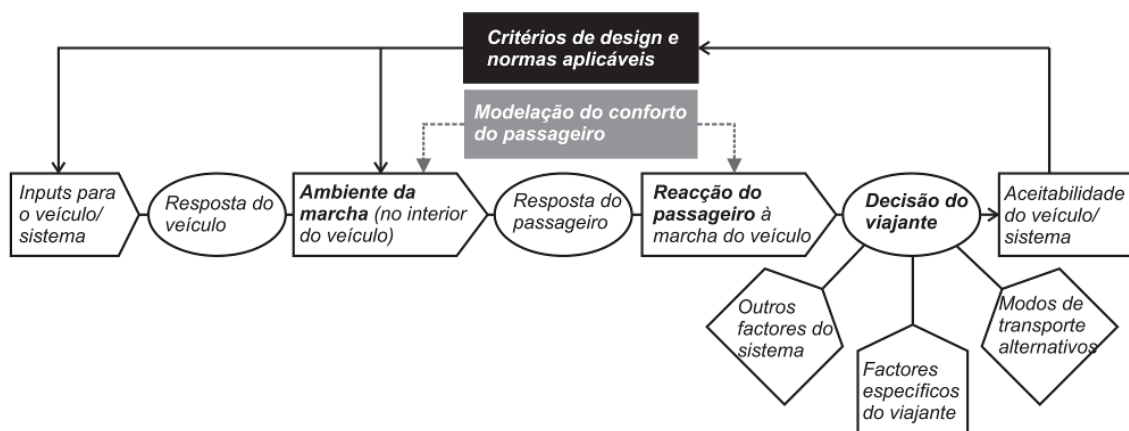 Critérios de design e
normas aplicáveis
Modelação do conforto
do passageiro
Inputs para
o veículo/
sistema
Resposta do
veículo
Ambiente da
marcha (no interior
do veículo)
Resposta do
passageiro
Reacção do
passageiro à
marcha do veículo
Decisão do
viajante
Aceitabilidade
do veículo/
sistema
Outros
factores do
sistema
Factores
específicos
do viajante
Modos de
transporte
alternativos